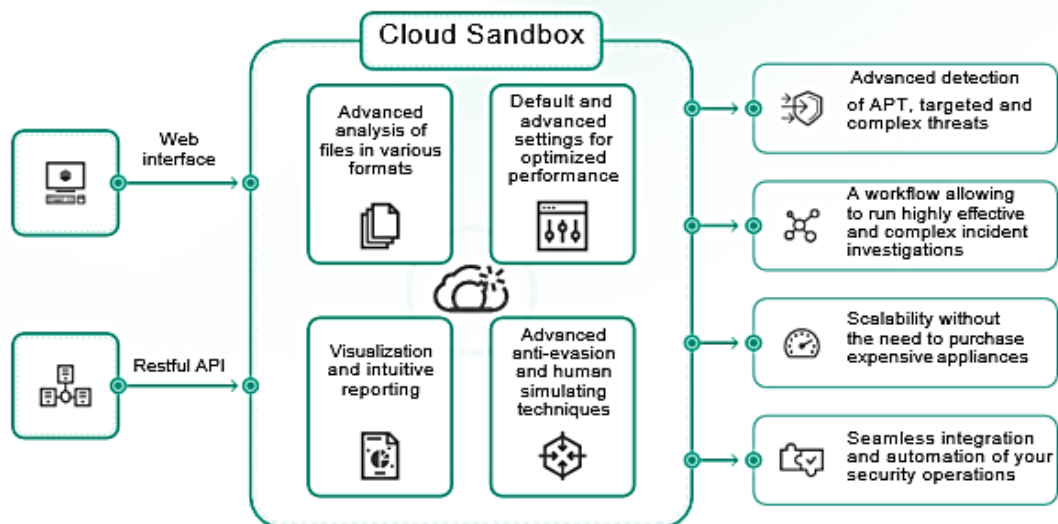 Cloud Sandbox
Web
interface
Restful API
Advanced
analysis of
files in various
formats
Default and
advanced
settings for
optimized
performance
Visualization
and intuitive
reporting
Advanced
anti-evasion
and human
simulating
techniques
Advanced detection
of APT, targeted and
complex threats
A workflow allowing
to run highly effective
and complex incident
investigations
Scalability without
the need to purchase
expensive appliances
Seamless integration
and automation of your
security operations